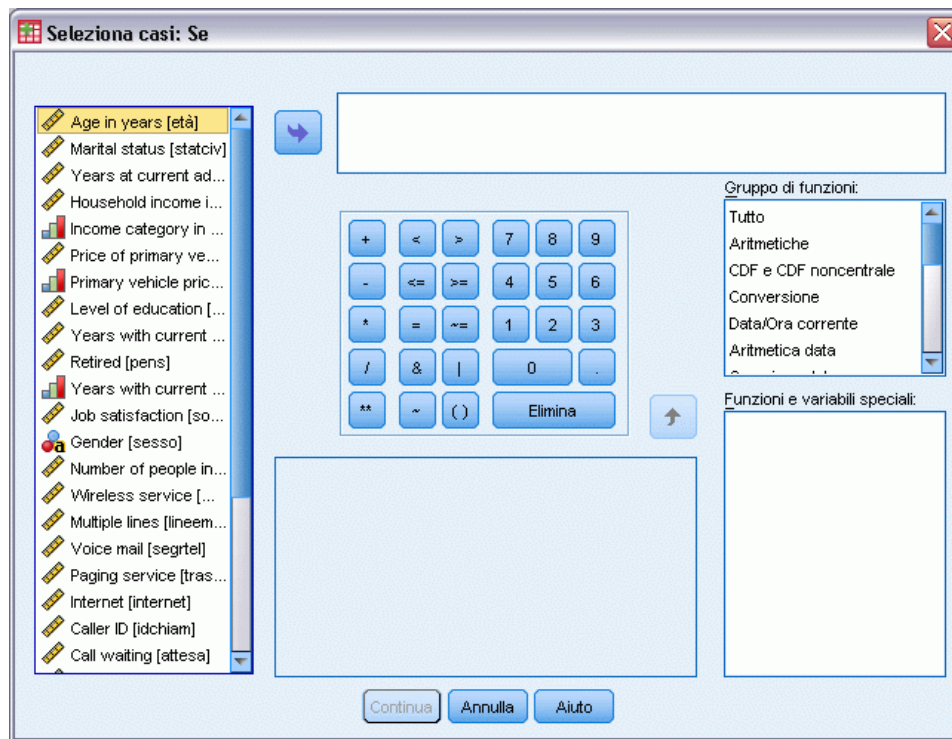 Seleziona casi: Se
Age in years [età]
Marital status [statciv]
Years at current ad...
Household income i...
Income category in ...
Price of primary ve...
Primary vehicle pric...
Level of education [...
Years with current ...
Retired [pens]
Years with current ...
Job satisfaction [so...
Gender [sesso]
Number of people in...
Wireless service [...
Multiple lines [lineem...
Voice mail [segrtel]
Paging service [tras...
Internet [internet]
Caller ID [idchiam]
Call waiting [attesa]
+ < > 7 8 9
- <= >= 4 5 6
* = ~= 1 2 3
/ & | 0 .
** ~ ( ) Elimina
Gruppo di funzioni:
Tutto
Aritmetiche
CDF e CDF noncentrale
Conversione
Data/Ora corrente
Aritmetica data
Funzioni e variabili speciali:
Continua Annulla Aiuto